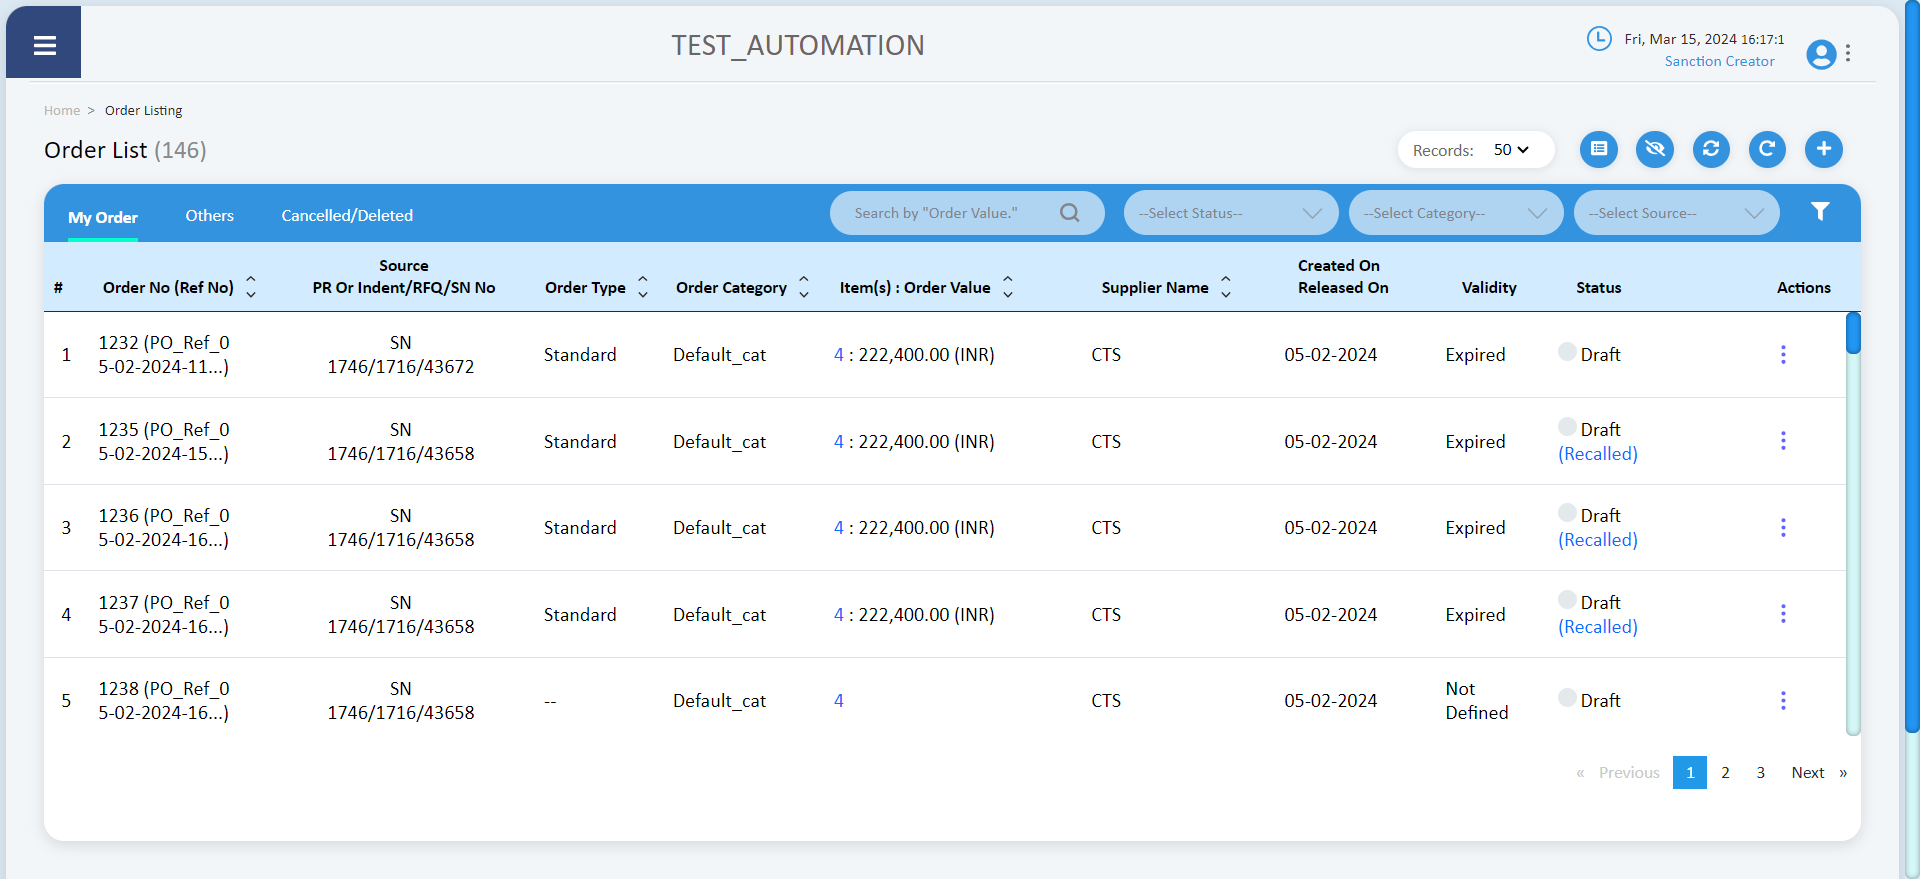 TEST_AUTOMATION
Fri, Mar 15, 2024 16:17:1
Sanction Creator
Home > Order Listing
Order List (146)
Records: 50
My Order Others Cancelled/Deleted Search by "Order Value." --Select Status-- --Select Category-- --Select Source--
# Order No (Ref No) Source PR Or Indent/RFQ/SN No Order Type Order Category Item(s) : Order Value Supplier Name Created On Released On Validity Status Actions
1 1232 (PO_Ref_0 SN Standard Default_cat 4 : 222,400.00 (INR) CTS 05-02-2024 Expired Draft
5-02-2024-11...) 1746/1716/43672
2 1235 (PO_Ref_0 SN Standard Default_cat 4 : 222,400.00 (INR) CTS 05-02-2024 Expired Draft
5-02-2024-15...) 1746/1716/43658 (Recalled)
3 1236 (PO_Ref_0 SN Standard Default_cat 4 : 222,400.00 (INR) CTS 05-02-2024 Expired Draft
5-02-2024-16...) 1746/1716/43658 (Recalled)
4 1237 (PO_Ref_0 SN Standard Default_cat 4 : 222,400.00 (INR) CTS 05-02-2024 Expired Draft
5-02-2024-16...) 1746/1716/43658 (Recalled)
5 1238 (PO_Ref_0 SN -- Default_cat 4 CTS 05-02-2024 Not Draft
5-02-2024-16...) 1746/1716/43658 Defined
« Previous 1 2 3 Next »